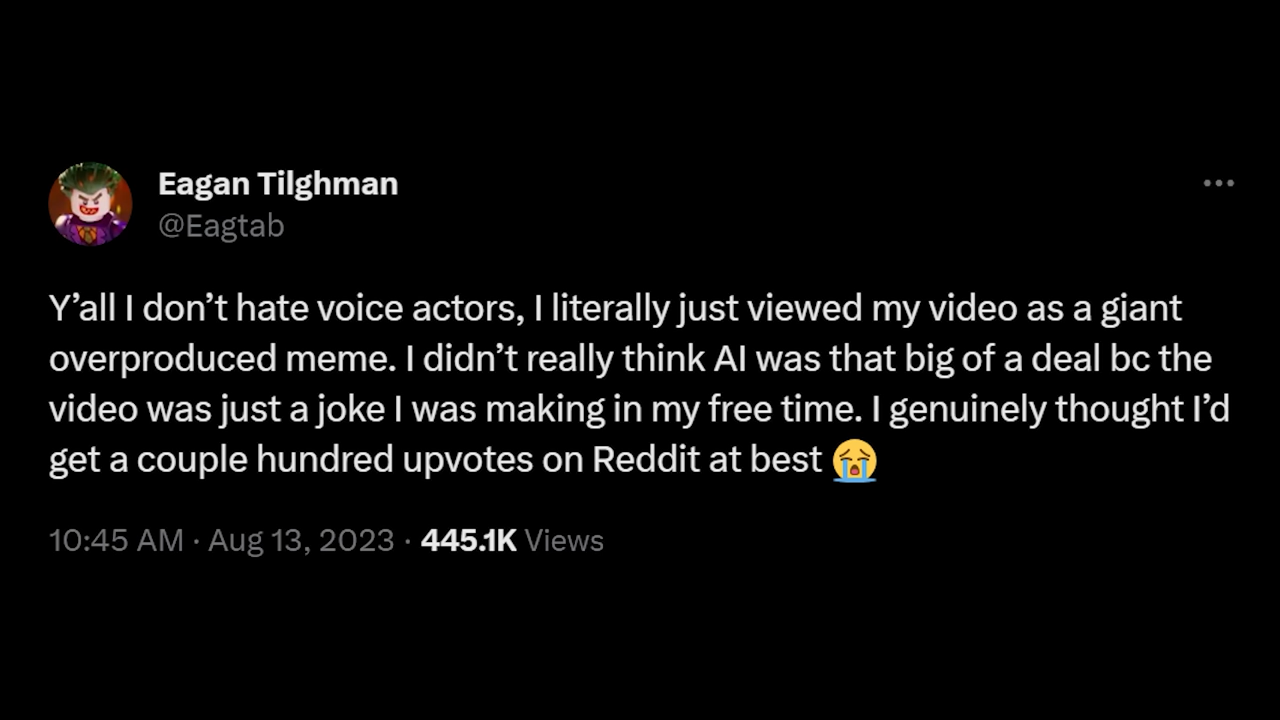 Eagan Tilghman
@Eagtab
Y’all I don’t hate voice actors, I literally just viewed my video as a giant
overproduced meme. I didn’t really think AI was that big of a deal bc the
video was just a joke I was making in my free time. I genuinely thought I’d
get a couple hundred upvotes on Reddit at best 😭
10:45 AM · Aug 13, 2023 · 445.1K Views